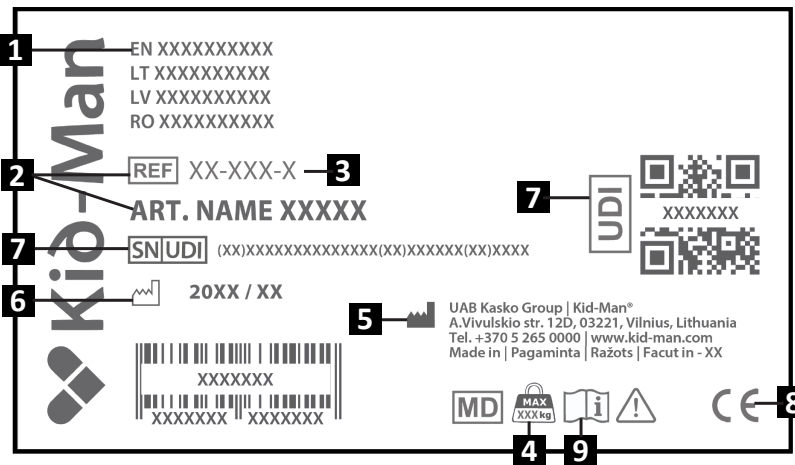 1
EN XXXXXXXXXX
LT XXXXXXXXXX
LV XXXXXXXXXX
RO XXXXXXXXXX
Kid-Man
2
REF XX-XXX-X
3
ART. NAME XXXXX
7
UDI
XXXXXXX
7
SN UDI (XX)XXXXXXXXXXXXXX(XX)XXXXXX(XX)XXXX
6
20XX / XX
5
UAB Kasko Group | Kid-Man®
A.Vivulskio str. 12D, 03221, Vilnius, Lithuania
Tel. +370 5 265 0000 | www.kid-man.com
Made in | Pagaminta | Ražots | Facut in - XX
XXXXXXX
XXXXXXX XXXXXXX
MD
MAX
XXX kg
i
!
CE
8
4
9